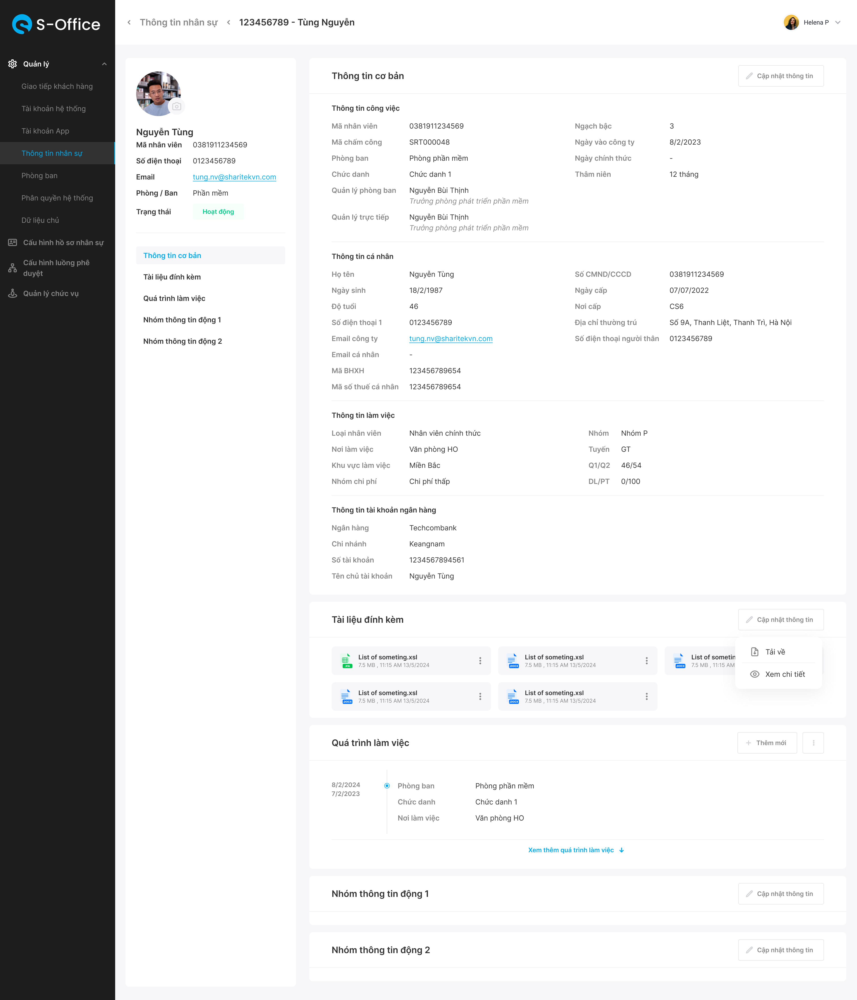 S-Office
Thông tin nhân sự
123456789 - Tùng Nguyễn
Helena P
Quản lý
Giao tiếp khách hàng
Tài khoản hệ thống
Tài khoản App
Thông tin nhân sự
Phòng ban
Phân quyền hệ thống
Dữ liệu chủ
Cấu hình hồ sơ nhân sự
Cấu hình luồng phê
duyệt
Quản lý chức vụ
Nguyễn Tùng
Mã nhân viên 0381911234569
Số điện thoại 0123456789
Email tung.nv@sharitekvn.com
Phòng / Ban Phần mềm
Trạng thái Hoạt động
Thông tin cơ bản
Tài liệu đính kèm
Quá trình làm việc
Nhóm thông tin động 1
Nhóm thông tin động 2
Thông tin cơ bản
Cập nhật thông tin
Thông tin công việc
Mã nhân viên 0381911234569
Mã chấm công SRT000048
Phòng ban Phòng phần mềm
Chức danh Chức danh 1
Quản lý phòng ban Nguyễn Bùi Thịnh
Trưởng phòng phát triển phần mềm
Quản lý trực tiếp Nguyễn Bùi Thịnh
Trưởng phòng phát triển phần mềm
Ngạch bậc 3
Ngày vào công ty 8/2/2023
Ngày chính thức -
Thâm niên 12 tháng
Thông tin cá nhân
Họ tên Nguyễn Tùng
Ngày sinh 18/2/1987
Độ tuổi 46
Số điện thoại 1 0123456789
Email công ty tung.nv@sharitekvn.com
Email cá nhân -
Mã BHXH 123456789654
Mã số thuế cá nhân 123456789654
Số CMND/CCCD 0381911234569
Ngày cấp 07/07/2022
Nơi cấp CS6
Địa chỉ thường trú Số 9A, Thanh Liệt, Thanh Trì, Hà Nội
Số điện thoại người thân 0123456789
Thông tin làm việc
Loại nhân viên Nhân viên chính thức
Nơi làm việc Văn phòng HO
Khu vực làm việc Miền Bắc
Nhóm chi phí Chi phí thấp
Nhóm Nhóm P
Tuyến GT
Q1/Q2 46/54
DL/PT 0/100
Thông tin tài khoản ngân hàng
Ngân hàng Techcombank
Chi nhánh Keangnam
Số tài khoản 1234567894561
Tên chủ tài khoản Nguyễn Tùng
Tài liệu đính kèm
Cập nhật thông tin
.XSL
List of someting.xsl
7.5 MB , 11:15 AM 13/5/2024
.DOCX
List of someting.xsl
7.5 MB , 11:15 AM 13/5/2024
.DOCX
List of sometin
7.5 MB , 11:15 AM
Tải về
Xem chi tiết
.DOCX
List of someting.xsl
7.5 MB , 11:15 AM 13/5/2024
.DOCX
List of someting.xsl
7.5 MB , 11:15 AM 13/5/2024
Quá trình làm việc
Thêm mới
8/2/2024
7/2/2023
Phòng ban Phòng phần mềm
Chức danh Chức danh 1
Nơi làm việc Văn phòng HO
Xem thêm quá trình làm việc
Nhóm thông tin động 1
Cập nhật thông tin
Nhóm thông tin động 2
Cập nhật thông tin